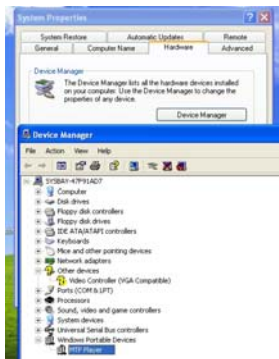 System Properties
System Restore Automatic Updates Remote
General Computer Name Hardware Advanced
Device Manager
The Device Manager lists all the hardware devices installed
on your computer. Use the Device Manager to change the
properties of any device.
Device Manager
Device Manager
File Action View Help
SYSBAY-47F91AD7
Computer
Disk drives
Floppy disk controllers
Floppy disk drives
IDE ATA/ATAPI controllers
Keyboards
Mice and other pointing devices
Network adapters
Other devices
Video Controller (VGA Compatible)
Ports (COM & LPT)
Processors
Sound, video and game controllers
System devices
Universal Serial Bus controllers
Windows Portable Devices
MTP Player